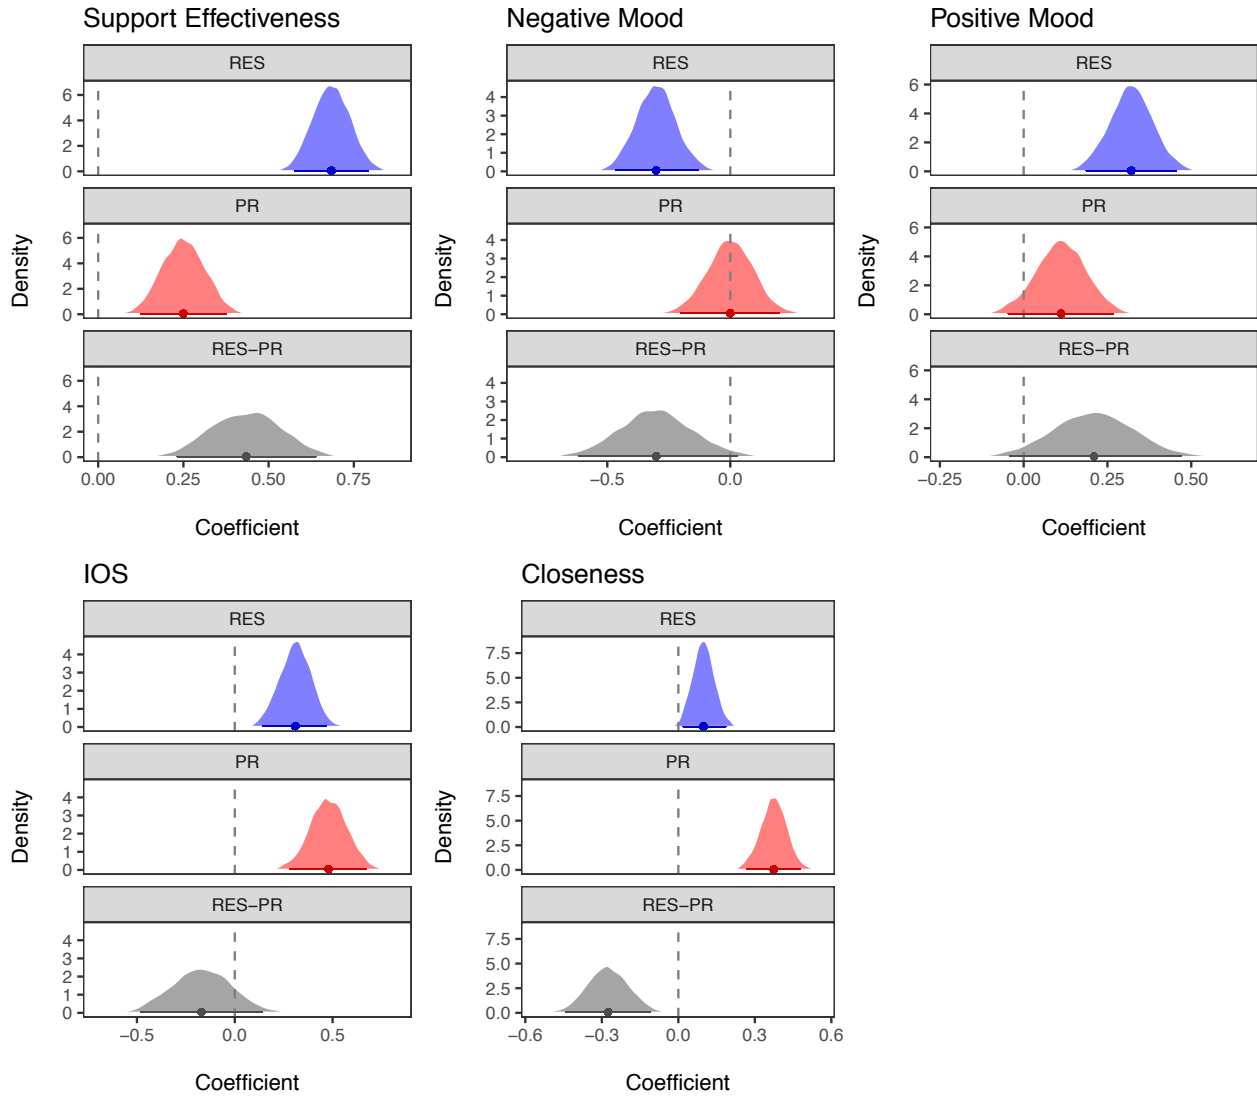 Support Effectiveness
RES
6
4
2
0
PR
6
4
2
0
RES−PR
6
4
2
0
0.00 0.25 0.50 0.75
Density
Coefficient
Negative Mood
RES
4
3
2
1
0
PR
4
3
2
1
0
RES−PR
4
3
2
1
0
−0.5 0.0
Density
Coefficient
Positive Mood
RES
6
4
2
0
PR
6
4
2
0
RES−PR
6
4
2
0
−0.25 0.00 0.25 0.50
Density
Coefficient
IOS
RES
4
3
2
1
0
PR
4
3
2
1
0
RES−PR
4
3
2
1
0
−0.5 0.0 0.5
Density
Coefficient
Closeness
RES
7.5
5.0
2.5
0.0
PR
7.5
5.0
2.5
0.0
RES−PR
7.5
5.0
2.5
0.0
−0.6 −0.3 0.0 0.3 0.6
Density
Coefficient